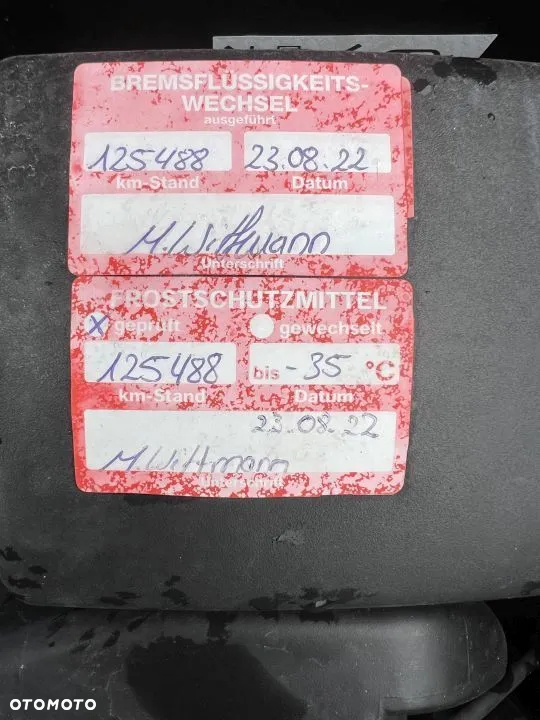 BREMSFLÜSSIGKEITS-
WECHSEL
ausgeführt
125488 23.08.22
km-Stand Datum
M. Wittmann
Unterschrift
FROSTSCHUTZMITTEL
X geprüft gewechselt
125488 bis -35 °C
km-Stand Datum
23.08.22
M. Wittmann
Unterschrift
OTOMOTO